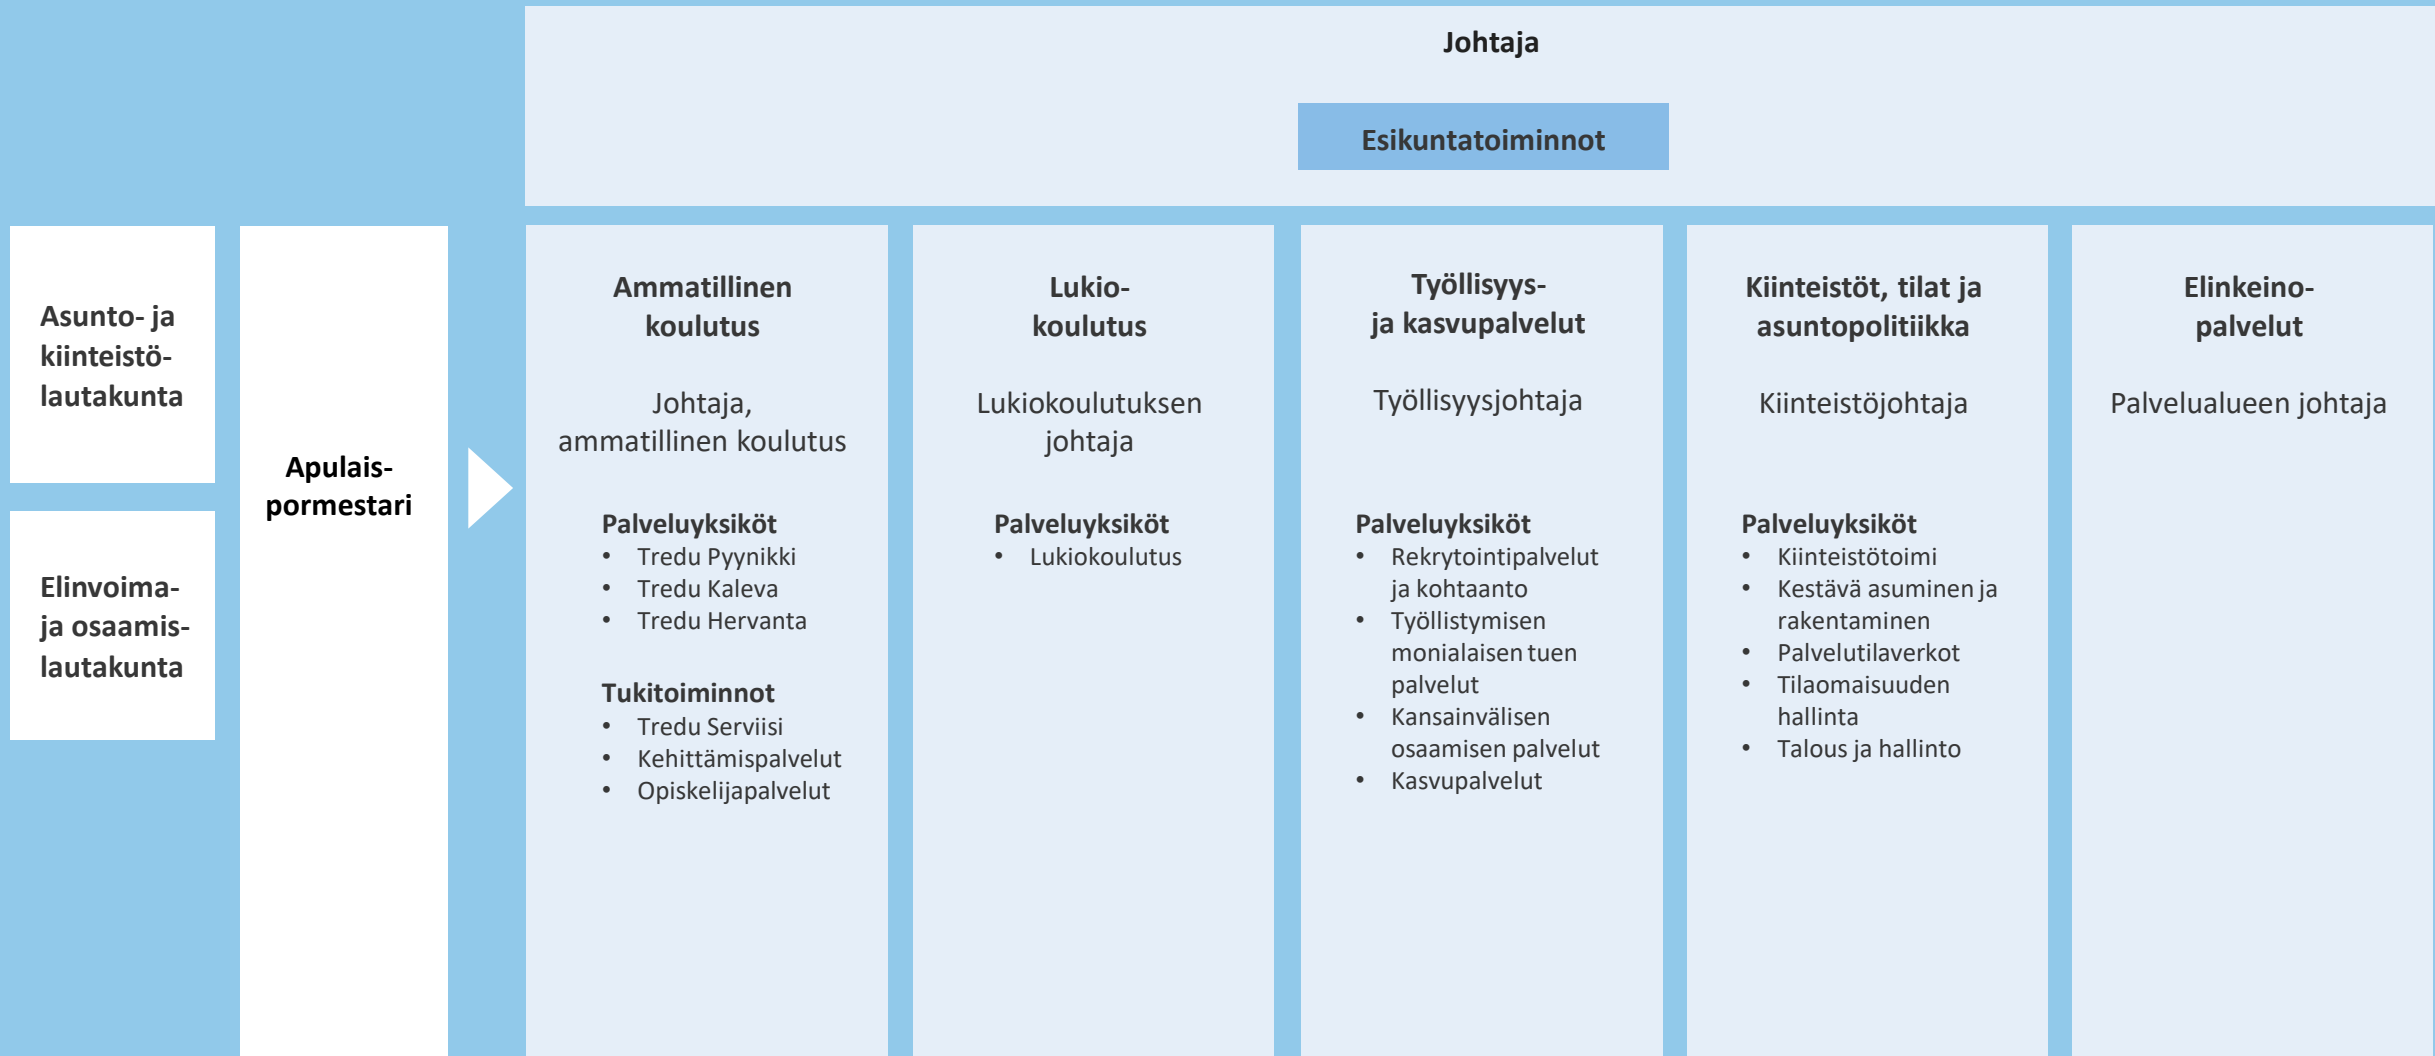 Johtaja
Esikuntatoiminnot
Asunto- ja
kiinteistö-
lautakunta
Elinvoima-
ja osaamis-
lautakunta
Apulais-
pormestari
Ammatillinen
koulutus
Johtaja,
ammatillinen koulutus
Palveluyksiköt
• Tredu Pyynikki
• Tredu Kaleva
• Tredu Hervanta
Tukitoiminnot
• Tredu Serviisi
• Kehittämispalvelut
• Opiskelijapalvelut
Lukio-
koulutus
Lukiokoulutuksen
johtaja
Palveluyksiköt
• Lukiokoulutus
Työllisyys-
ja kasvupalvelut
Työllisyysjohtaja
Palveluyksiköt
• Rekrytointipalvelut
ja kohtaanto
• Työllistymisen
monialaisen tuen
palvelut
• Kansainvälisen
osaamisen palvelut
• Kasvupalvelut
Kiinteistöt, tilat ja
asuntopolitiikka
Kiinteistöjohtaja
Palveluyksiköt
• Kiinteistötoimi
• Kestävä asuminen ja
rakentaminen
• Palvelutilaverkot
• Tilaomaisuuden
hallinta
• Talous ja hallinto
Elinkeino-
palvelut
Palvelualueen johtaja